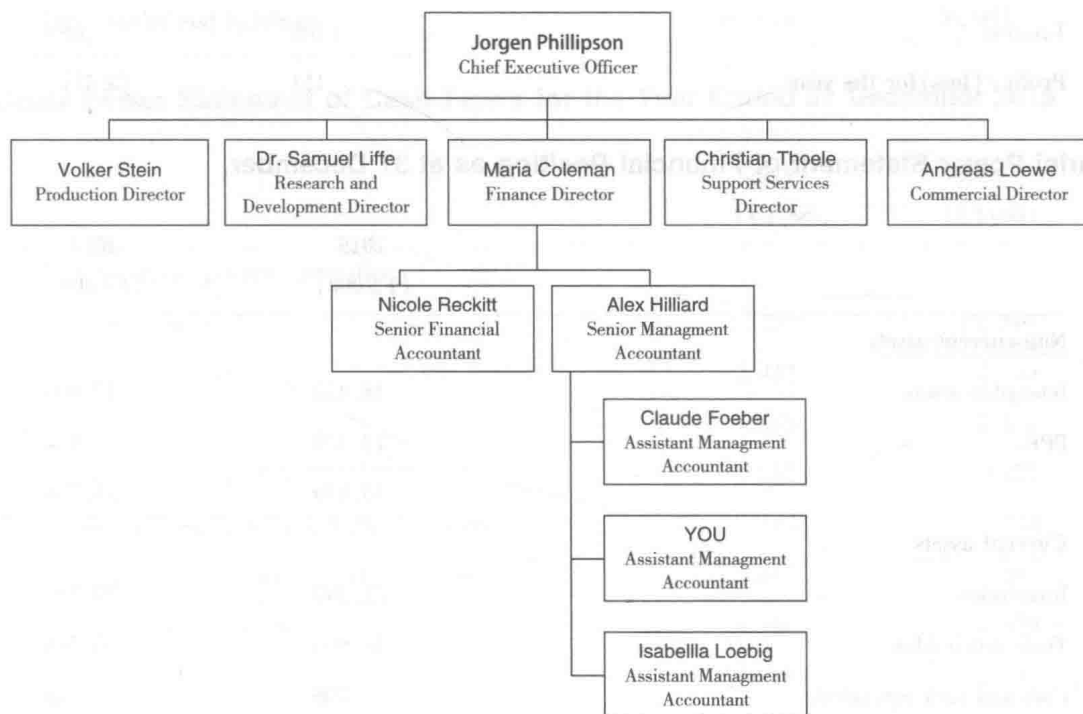 Jorgen Phillipson
Chief Executive Officer
Volker Stein
Production Director
Dr. Samuel Liffe
Research and
Development Director
Maria Coleman
Finance Director
Christian Thoele
Support Services
Director
Andreas Loewe
Commercial Director
Nicole Reckitt
Senior Financial
Accountant
Alex Hilliard
Senior Managment
Accountant
Claude Foeber
Assistant Managment
Accountant
YOU
Assistant Managment
Accountant
Isabellla Loebig
Assistant Managment
Accountant